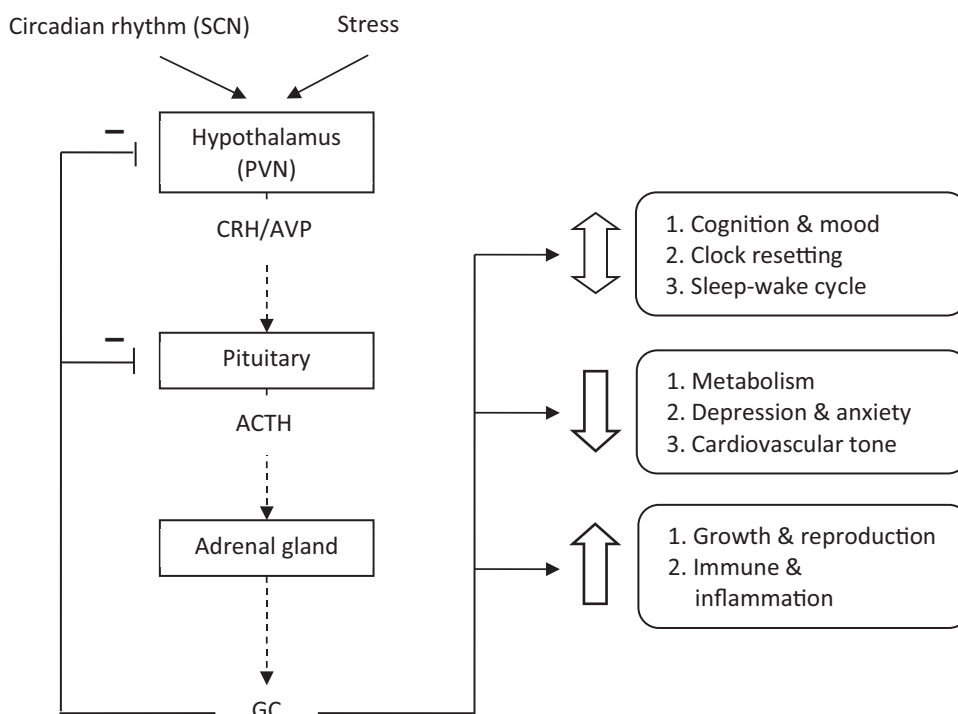 Circadian rhythm (SCN)
Stress
–
Hypothalamus
(PVN)
CRH/AVP
–
Pituitary
ACTH
Adrenal gland
GC
1. Cognition & mood
2. Clock resetting
3. Sleep-wake cycle
1. Metabolism
2. Depression & anxiety
3. Cardiovascular tone
1. Growth & reproduction
2. Immune &
inflammation